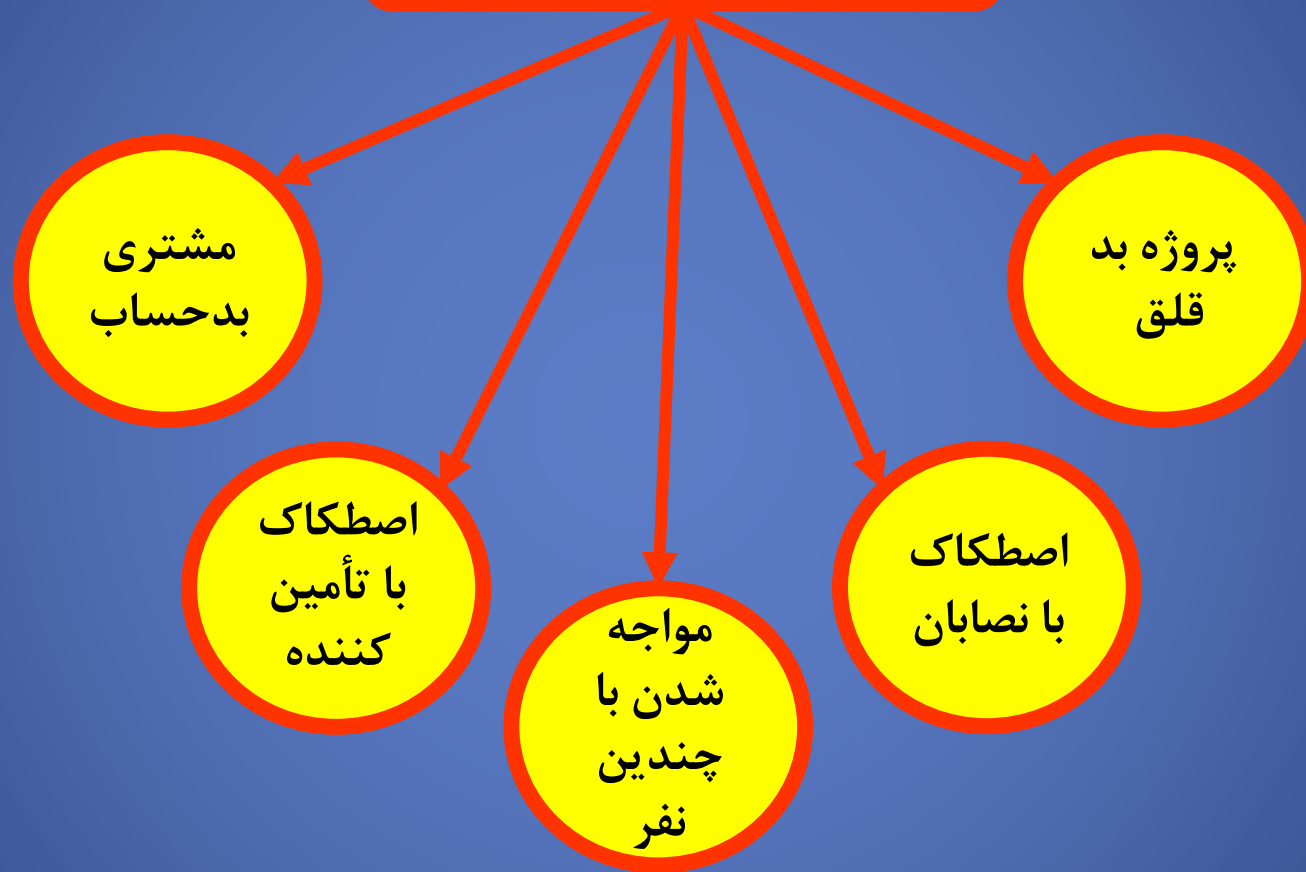 پروژه بد
قلق
مشتری
بدحساب
اصطکاک
با نصابان
اصطکاک
با تأمین
کننده
مواجه
شدن با
چندین
نفر